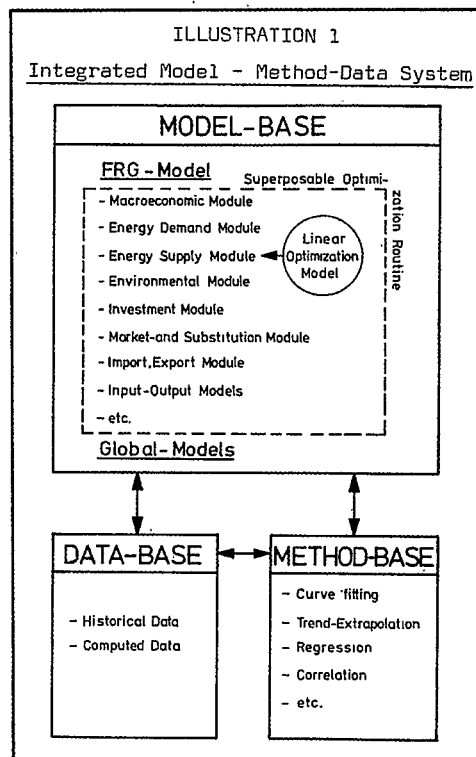 ILLUSTRATION 1
Integrated Model - Method-Data System
MODEL-BASE
FRG-Model
Superposable Optimi-
zation Routine
- Macroeconomic Module
- Energy Demand Module
- Energy Supply Module
- Environmental Module
- Investment Module
- Market-and Substitution Module
- Import,Export Module
- Input-Output Models
- etc.
Linear
Optimization
Model
Global-Models
DATA-BASE
- Historical Data
- Computed Data
METHOD-BASE
- Curve fitting
- Trend-Extrapolation
- Regression
- Correlation
- etc.